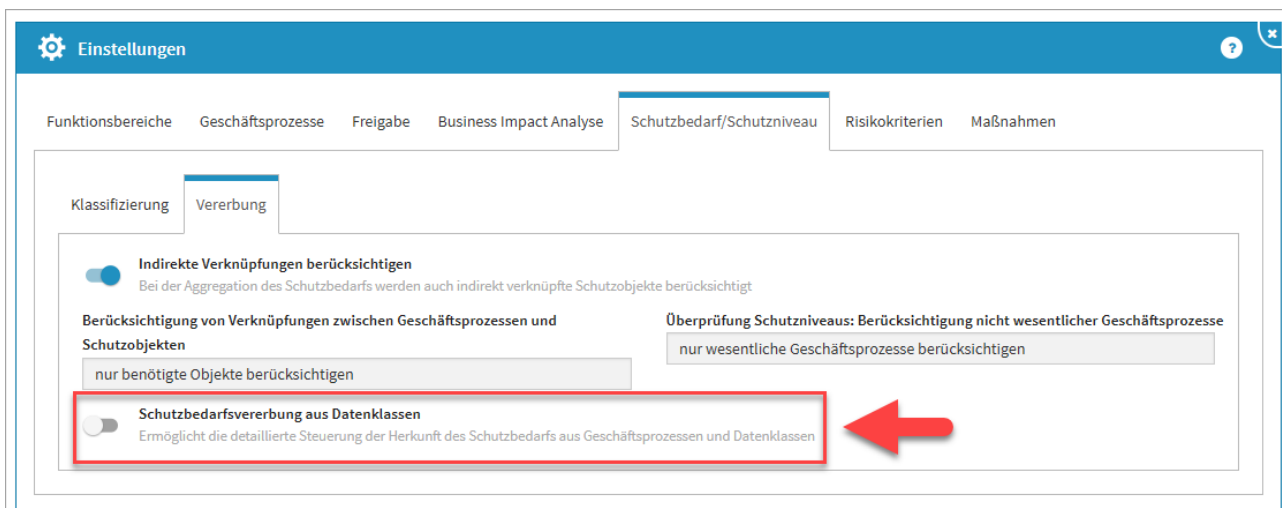 Einstellungen
?
Funktionsbereiche Geschäftsprozesse Freigabe Business Impact Analyse Schutzbedarf/Schutzniveau Risikokriterien Maßnahmen
Klassifizierung Vererbung
Indirekte Verknüpfungen berücksichtigen
Bei der Aggregation des Schutzbedarfs werden auch indirekt verknüpfte Schutzobjekte berücksichtigt
Berücksichtigung von Verknüpfungen zwischen Geschäftsprozessen und
Schutzobjekten
nur benötigte Objekte berücksichtigen
Überprüfung Schutzniveaus: Berücksichtigung nicht wesentlicher Geschäftsprozesse
nur wesentliche Geschäftsprozesse berücksichtigen
Schutzbedarfsvererbung aus Datenklassen
Ermöglicht die detaillierte Steuerung der Herkunft des Schutzbedarfs aus Geschäftsprozessen und Datenklassen